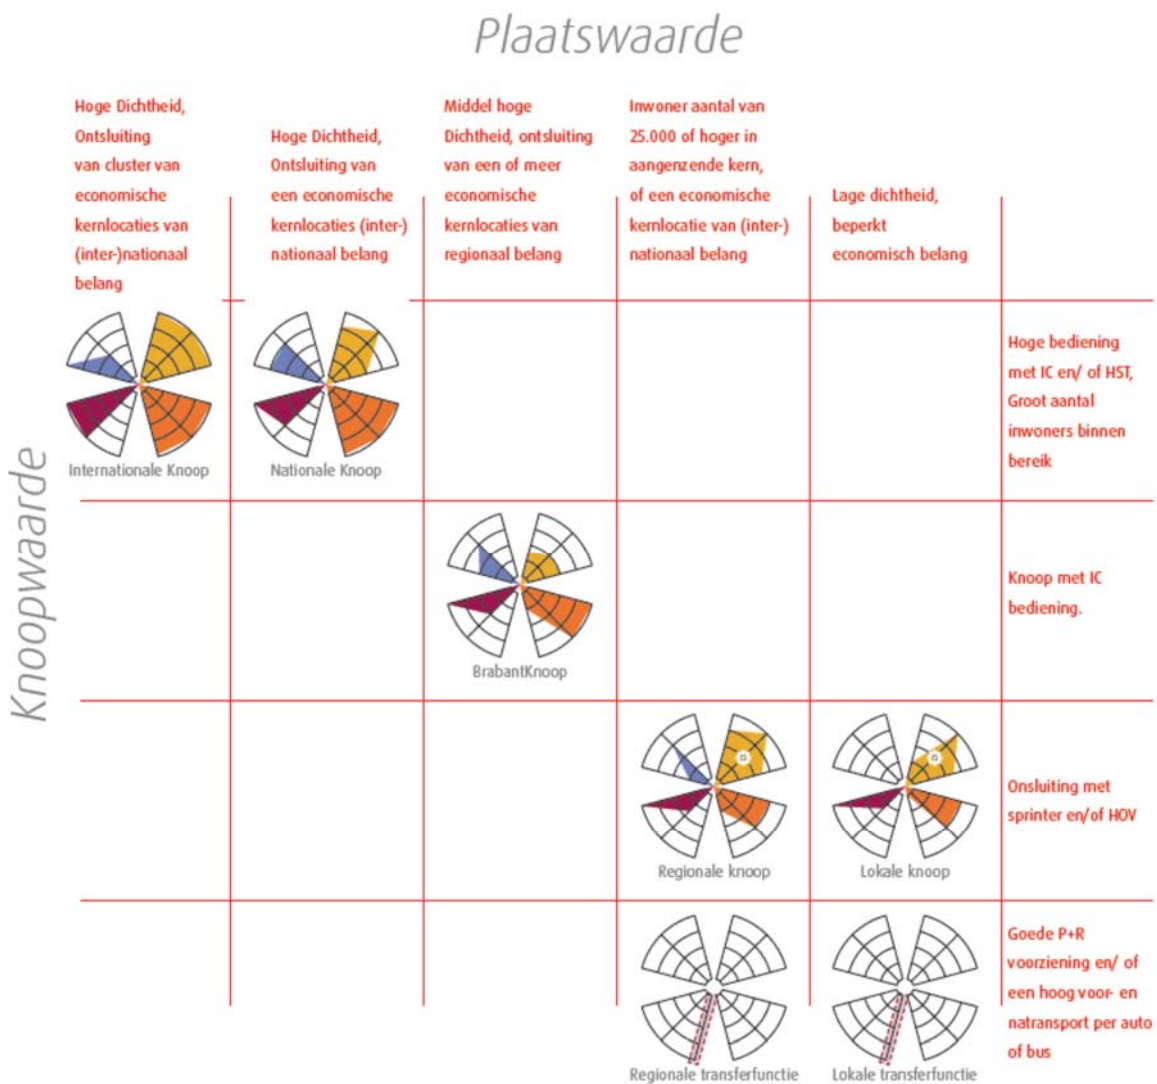 Plaatswaarde
Hoge Dichtheid,
Ontsluiting
van cluster van
economische
kernlocaties van
(inter-)nationaal
belang
Hoge Dichtheid,
Ontsluiting van
een economische
kernlocaties (inter-)
nationaal belang
Middel hoge
Dichtheid, ontsluiting
van een of meer
economische
kernlocaties van
regionaal belang
Inwoner aantal van
25.000 of hoger in
aangenzende kern,
of een economische
kernlocatie van (inter-)
nationaal belang
Lage dichtheid,
beperkt
economisch belang
Knoopwaarde
Internationale Knoop
Nationale Knoop
Hoge bediening
met IC en/ of HST,
Groot aantal
inwoners binnen
bereik
BrabantKnoop
Knoop met IC
bediening.
Regionale knoop
Lokale knoop
Onsluiting met
sprinter en/of HOV
Regionale transferfunctie
Lokale transferfunctie
Goede P+R
voorziening en/ of
een hoog voor- en
natransport per auto
of bus